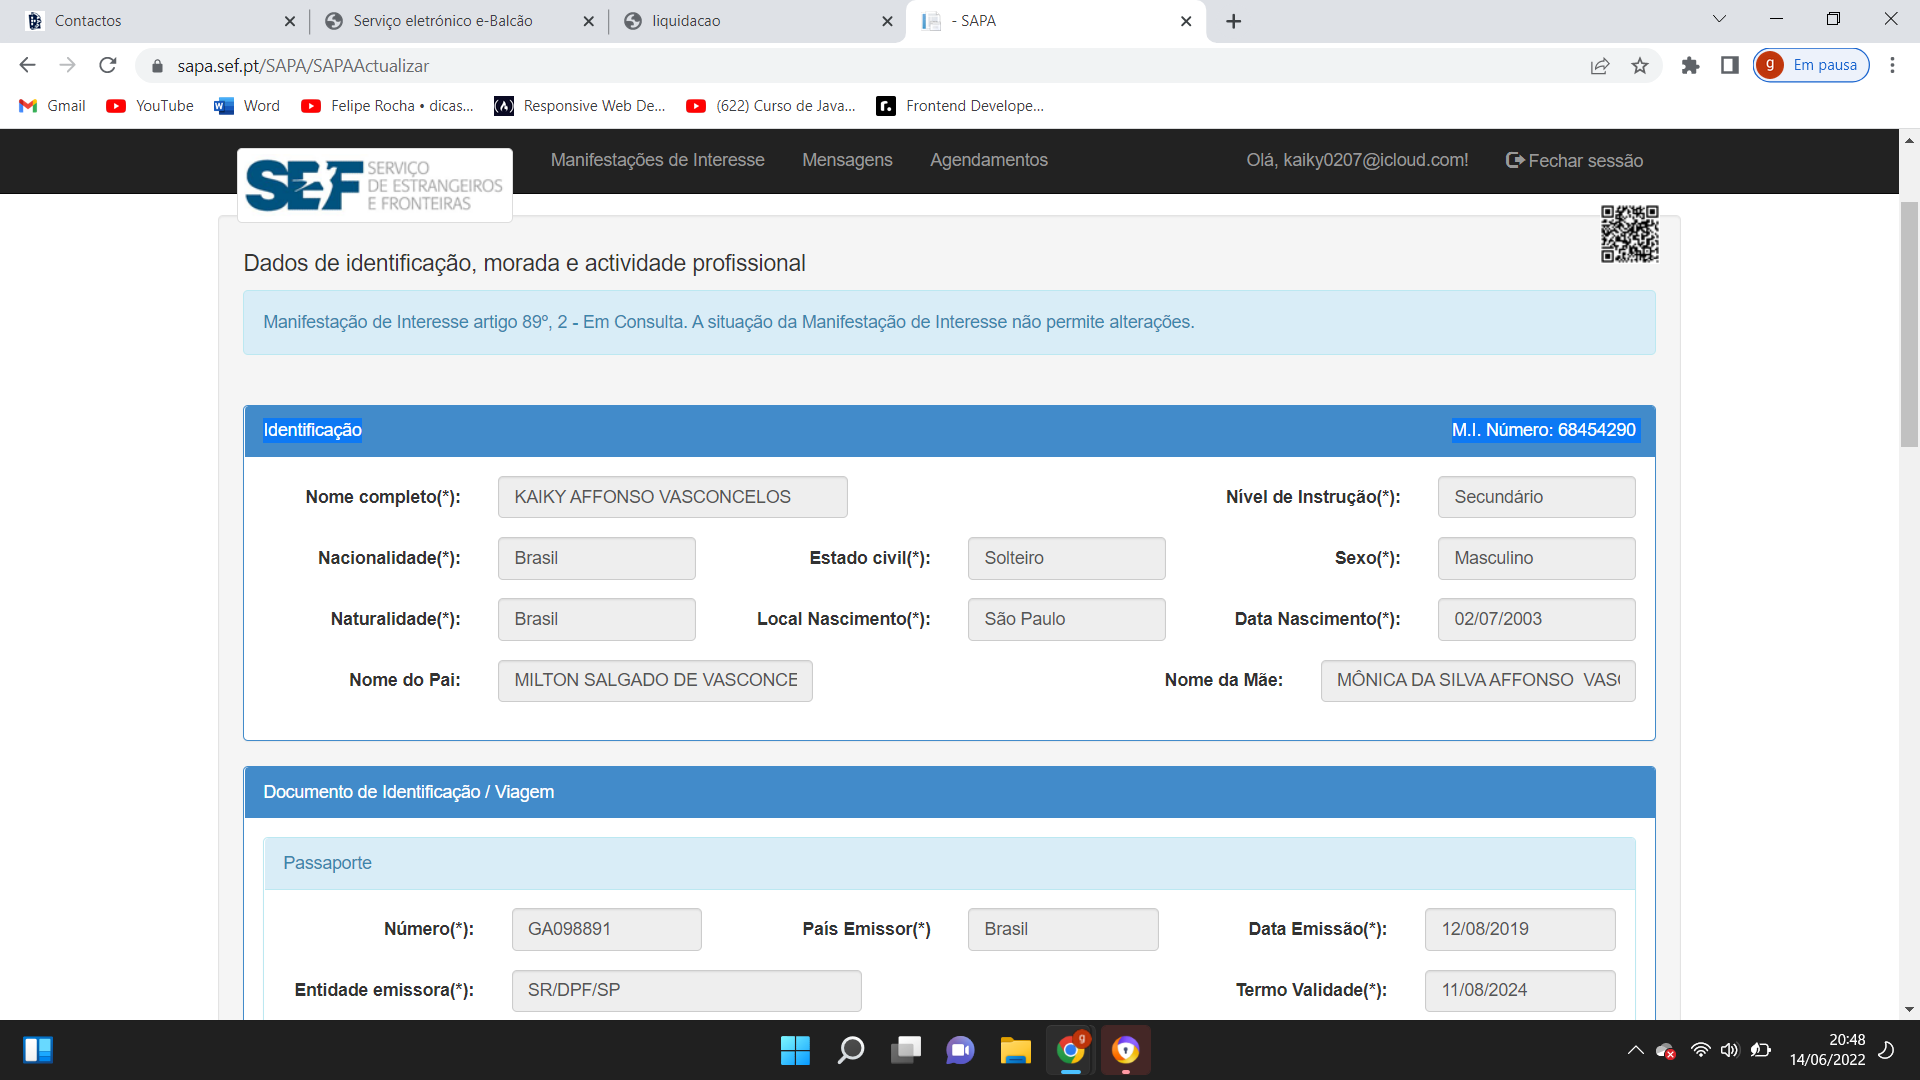 Contactos
Serviço eletrónico e-Balcão
liquidacao
- SAPA
sapa.sef.pt/SAPA/SAPAActualizar
g Em pausa
Gmail
YouTube
Word
Felipe Rocha • dicas...
Responsive Web De...
(622) Curso de Java...
Frontend Develope...
SEF SERVIÇO
DE ESTRANGEIROS
E FRONTEIRAS
Manifestações de Interesse
Mensagens
Agendamentos
Olá, kaiky0207@icloud.com!
Fechar sessão
Dados de identificação, morada e actividade profissional
Manifestação de Interesse artigo 89º, 2 - Em Consulta. A situação da Manifestação de Interesse não permite alterações.
Identificação M.I. Número: 68454290
Nome completo(*): KAIKY AFFONSO VASCONCELOS Nível de Instrução(*): Secundário
Nacionalidade(*): Brasil Estado civil(*): Solteiro Sexo(*): Masculino
Naturalidade(*): Brasil Local Nascimento(*): São Paulo Data Nascimento(*): 02/07/2003
Nome do Pai: MILTON SALGADO DE VASCONCE Nome da Mãe: MÔNICA DA SILVA AFFONSO VASC
Documento de Identificação / Viagem
Passaporte
Número(*): GA098891 País Emissor(*) Brasil Data Emissão(*): 12/08/2019
Entidade emissora(*): SR/DPF/SP Termo Validade(*): 11/08/2024
g
20:48
14/06/2022